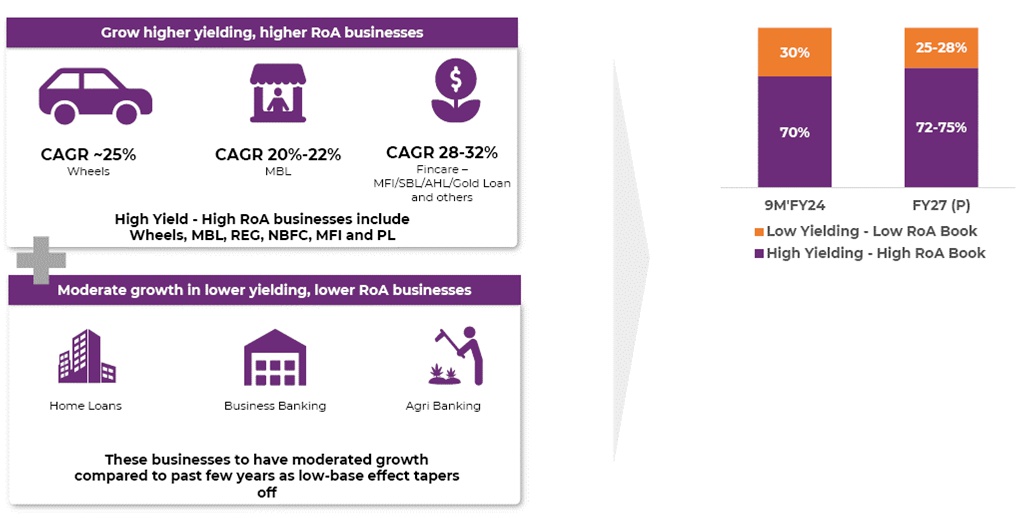 Grow higher yielding, higher RoA businesses
$
CAGR ~25%
Wheels
CAGR 20%-22%
MBL
CAGR 28-32%
Fincare –
MFI/SBL/AHL/Gold Loan
and others
High Yield - High RoA businesses include
Wheels, MBL, REG, NBFC, MFI and PL
Moderate growth in lower yielding, lower RoA businesses
Home Loans
Business Banking
Agri Banking
These businesses to have moderated growth
compared to past few years as low-base effect tapers
off
30%
70%
25-28%
72-75%
9M'FY24
FY27 (P)
Low Yielding - Low RoA Book
High Yielding - High RoA Book